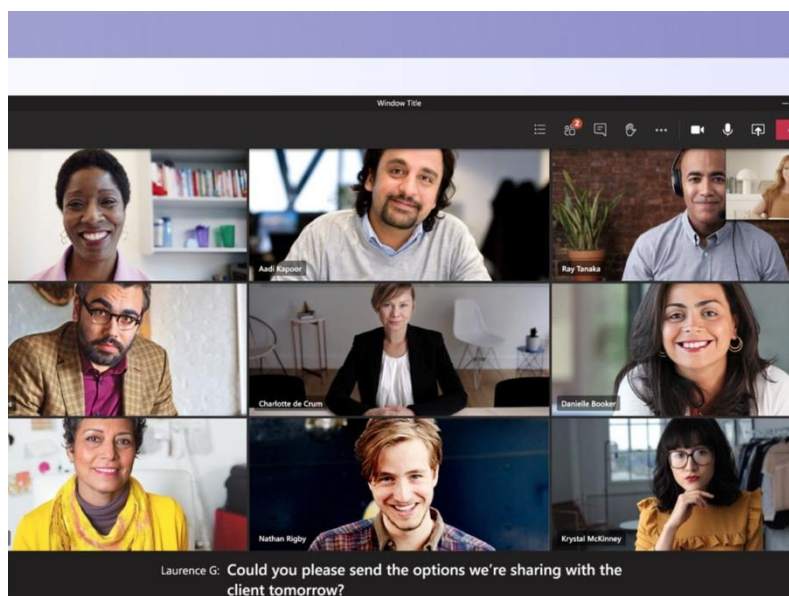 Window Title
2
Aadi Kapoor
Ray Tanaka
Charlotte de Crum
Danielle Booker
Nathan Rigby
Krystal McKinney
Laurence G: Could you please send the options we're sharing with the
client tomorrow?